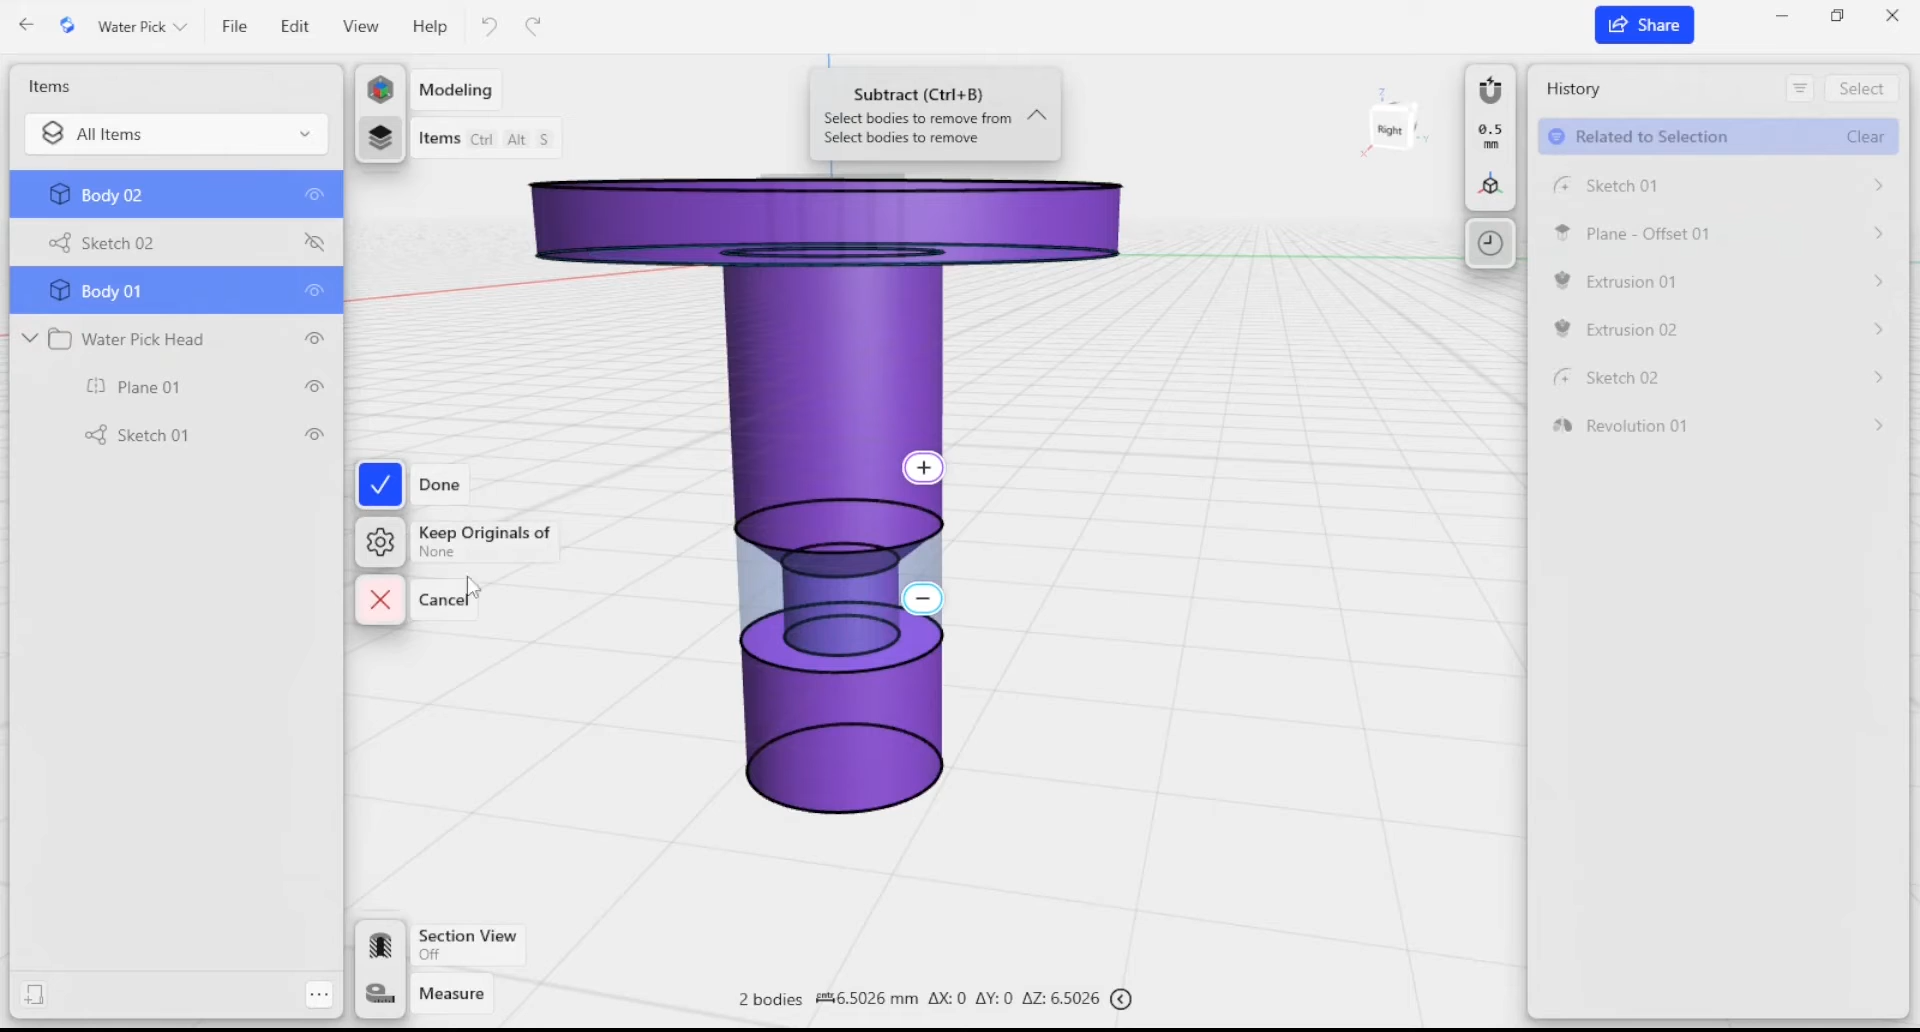 Water Pick
File
Edit
View
Help
Share
Items
All Items
Body 02
Sketch 02
Body 01
Water Pick Head
Plane 01
Sketch 01
Modeling
Items Ctrl Alt S
Subtract (Ctrl+B)
Select bodies to remove from
Select bodies to remove
Z
Right
Y
X
0.5
mm
Done
Keep Originals of
None
Cancel
Section View
Off
Measure
2 bodies cntr 6.5026 mm ΔX: 0 ΔY: 0 ΔZ: 6.5026
History
Select
Related to Selection
Clear
Sketch 01
Plane - Offset 01
Extrusion 01
Extrusion 02
Sketch 02
Revolution 01